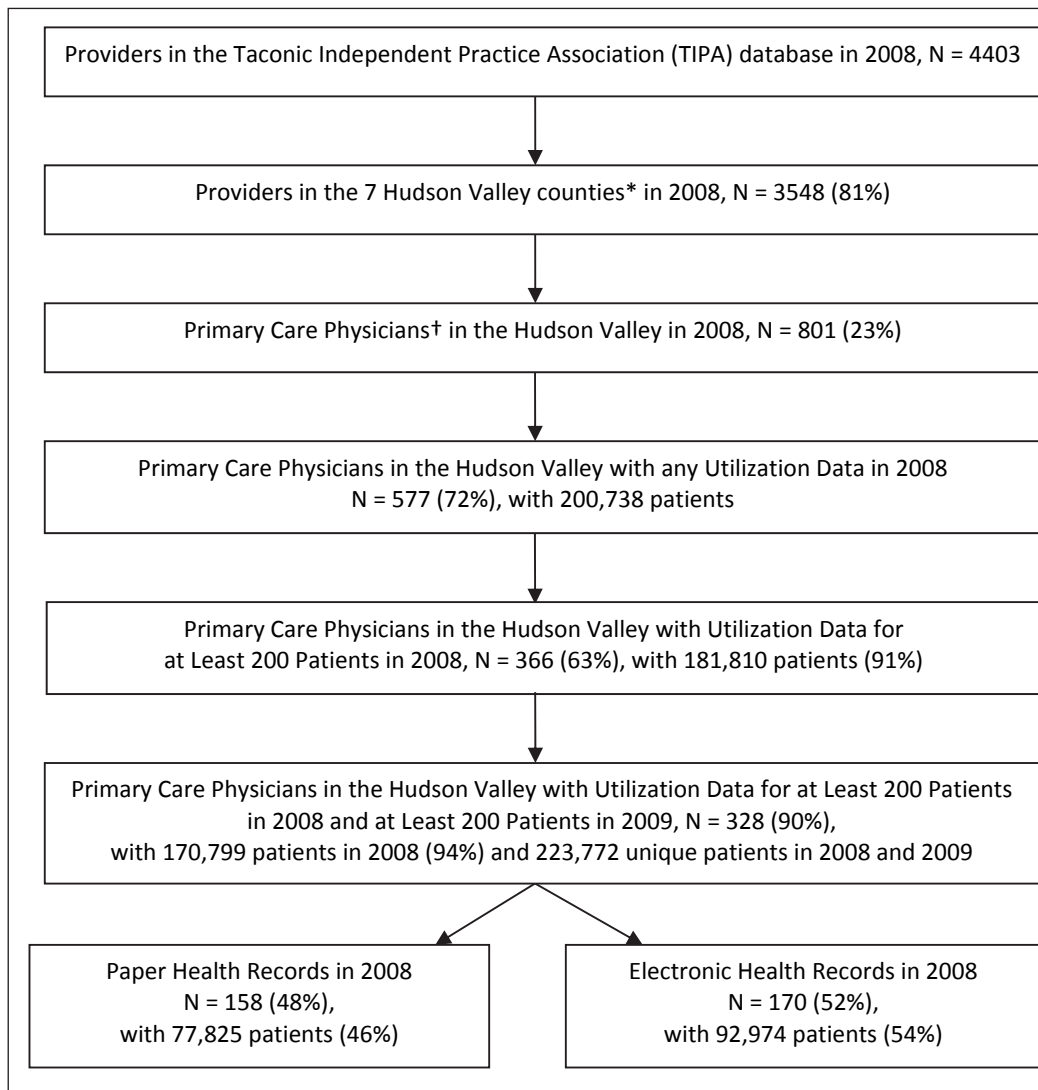 Providers in the Taconic Independent Practice Association (TIPA) database in 2008, N = 4403
Providers in the 7 Hudson Valley counties* in 2008, N = 3548 (81%)
Primary Care Physicians† in the Hudson Valley in 2008, N = 801 (23%)
Primary Care Physicians in the Hudson Valley with any Utilization Data in 2008
N = 577 (72%), with 200,738 patients
Primary Care Physicians in the Hudson Valley with Utilization Data for
at Least 200 Patients in 2008, N = 366 (63%), with 181,810 patients (91%)
Primary Care Physicians in the Hudson Valley with Utilization Data for at Least 200 Patients
in 2008 and at Least 200 Patients in 2009, N = 328 (90%),
with 170,799 patients in 2008 (94%) and 223,772 unique patients in 2008 and 2009
Paper Health Records in 2008
N = 158 (48%),
with 77,825 patients (46%)
Electronic Health Records in 2008
N = 170 (52%),
with 92,974 patients (54%)